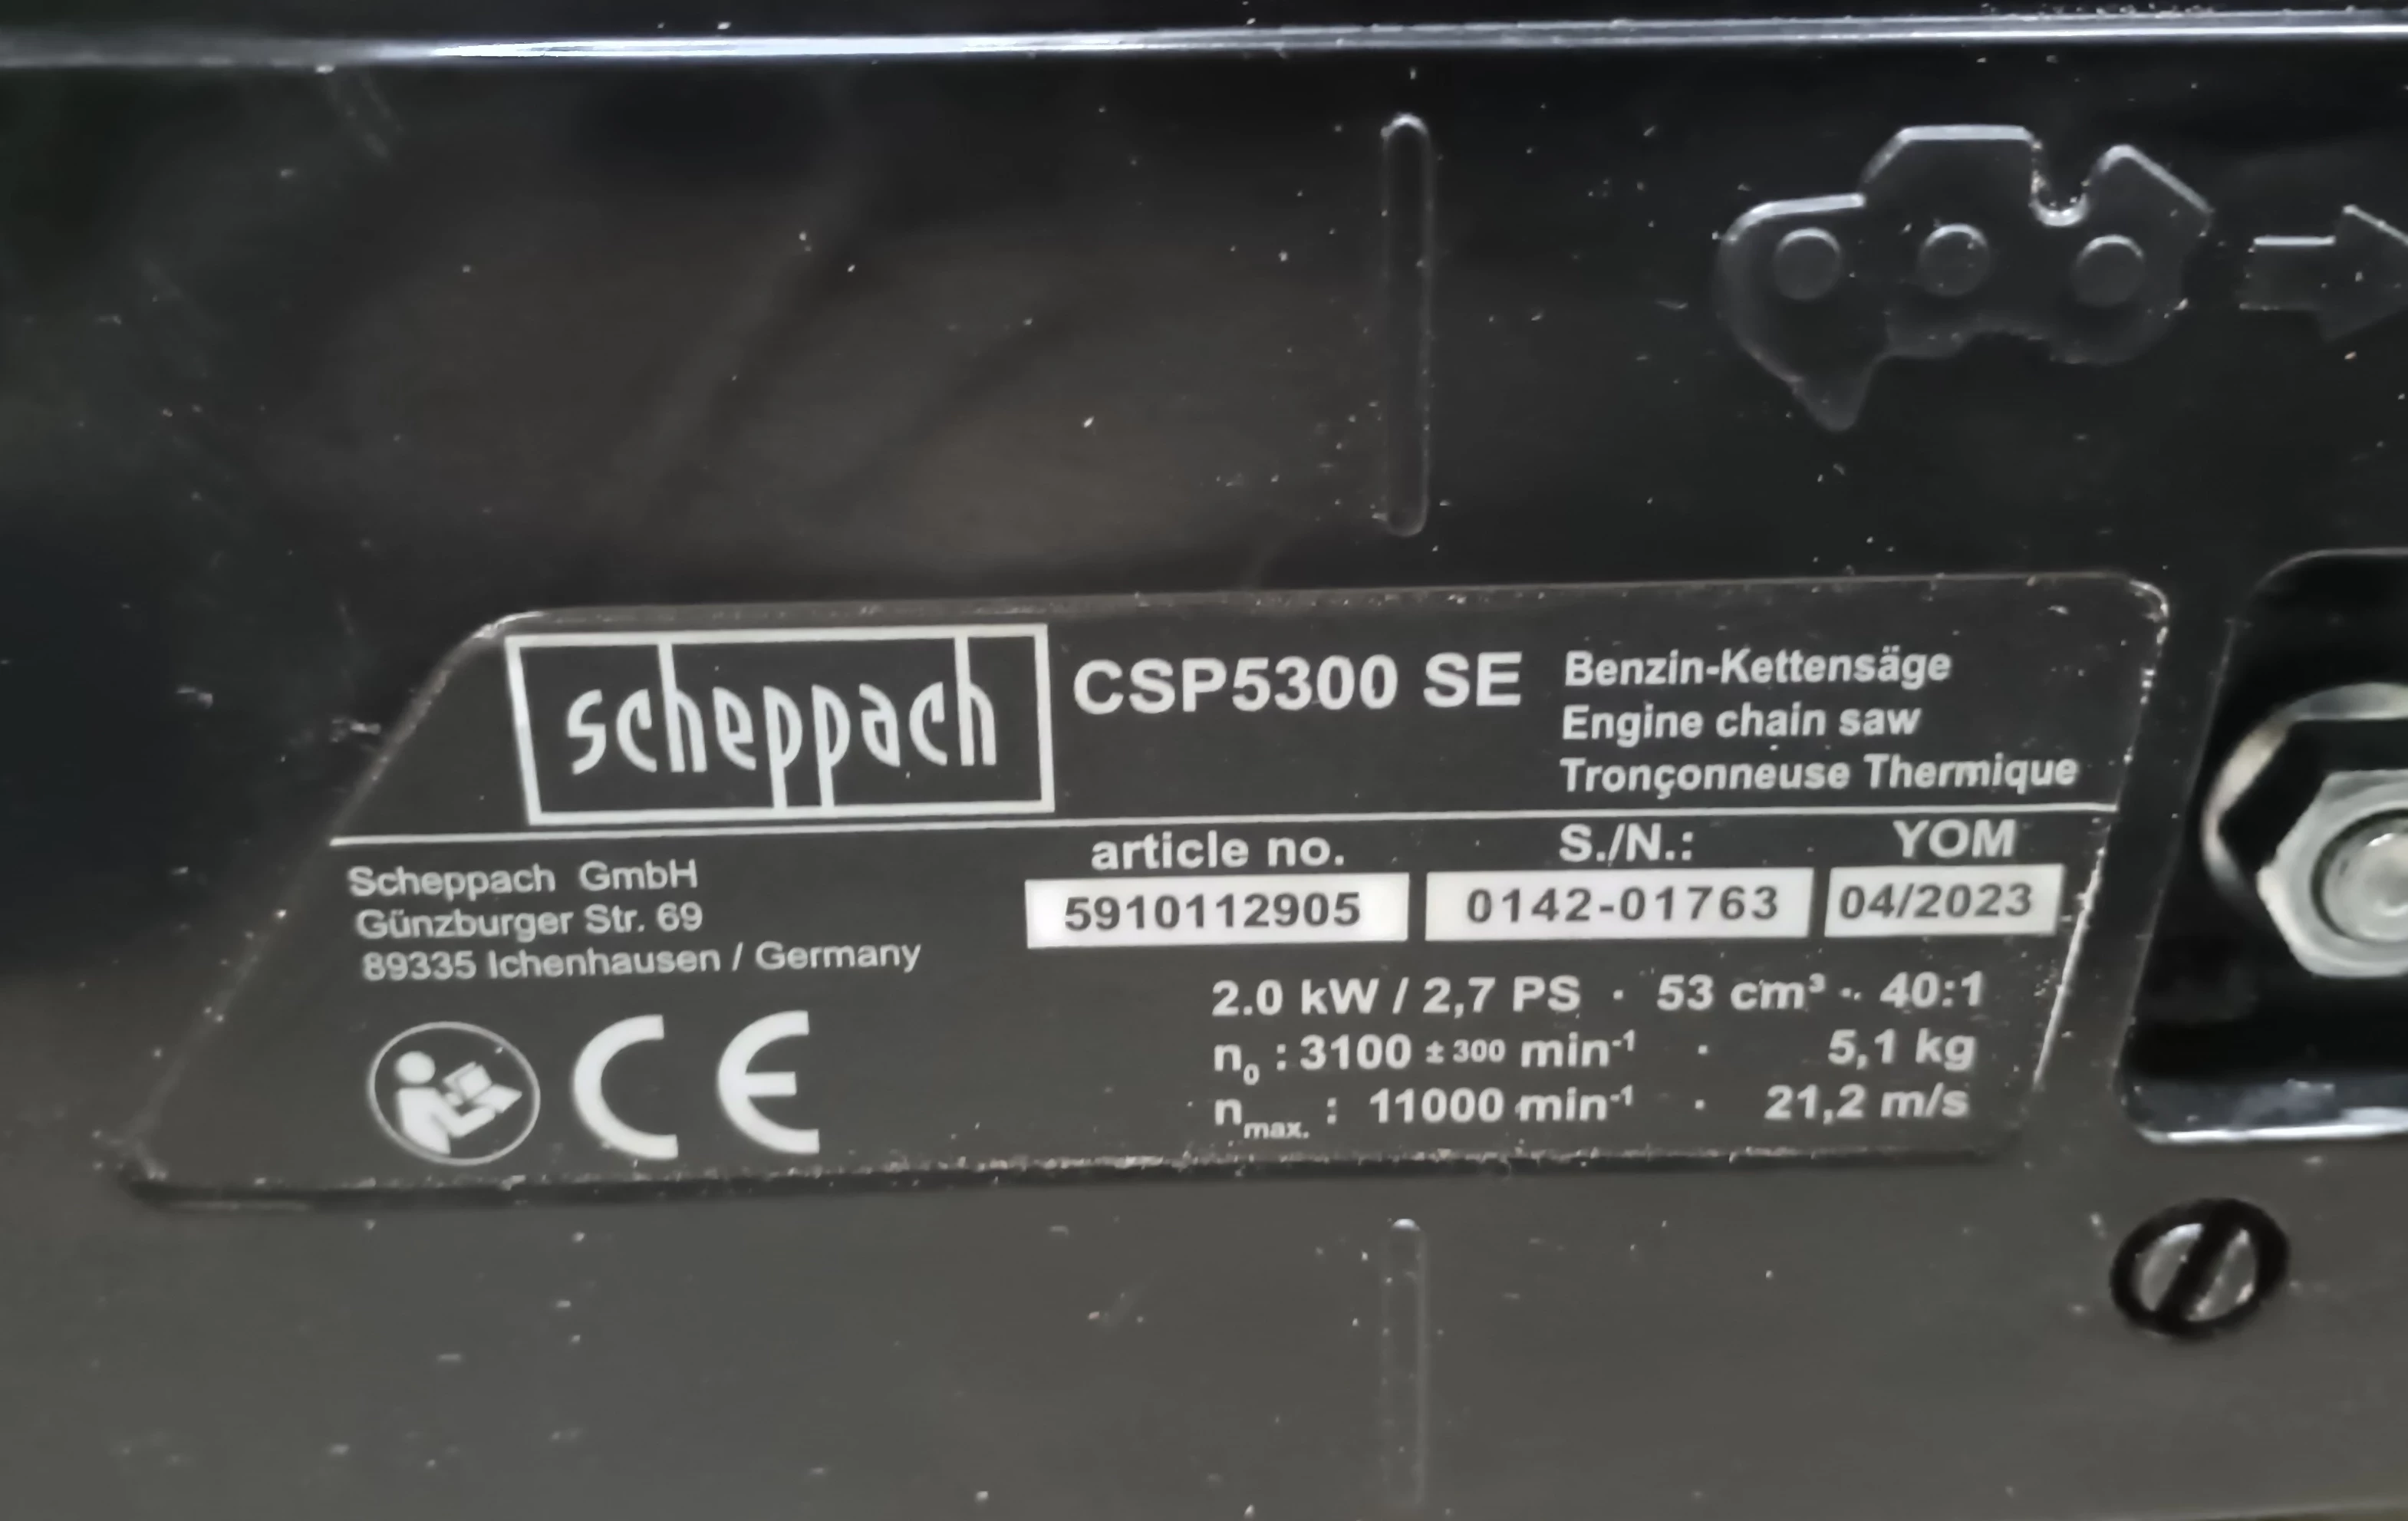 scheppach
CSP5300 SE
Benzin-Kettensäge
Engine chain saw
Tronçonneuse Thermique
Scheppach GmbH
Günzburger Str. 69
89335 Ichenhausen / Germany
article no.
5910112905
S./N.:
0142-01763
YOM
04/2023
CE
2.0 kW / 2,7 PS · 53 cm³ · 40:1
n₀ : 3100 ± 300 min⁻¹ · 5,1 kg
nmax. : 11000 min⁻¹ · 21,2 m/s